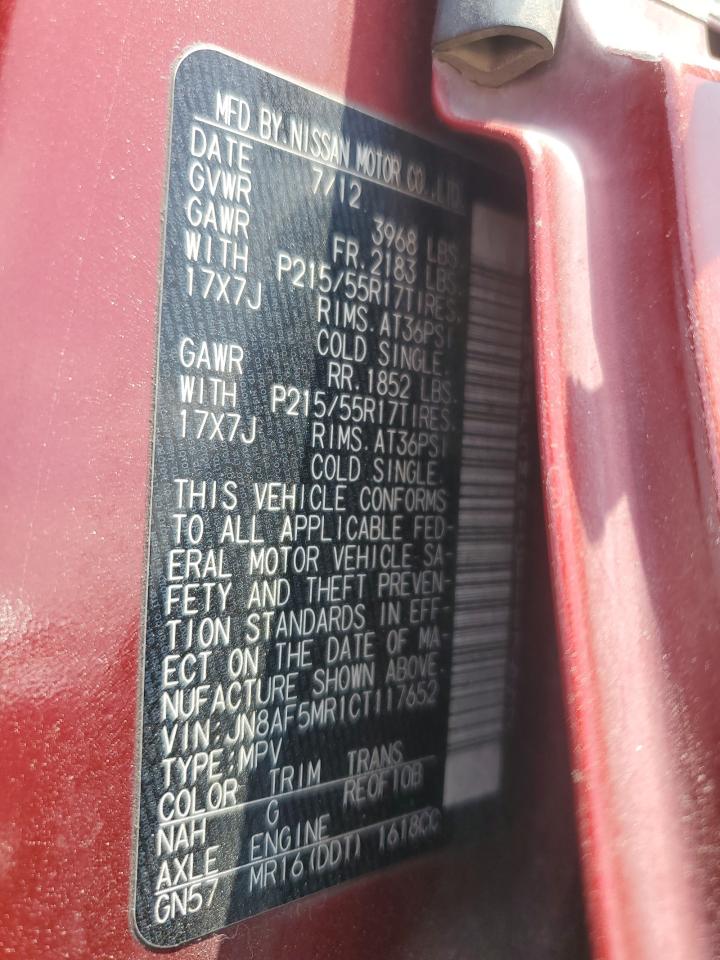 MFD BY NISSAN MOTOR CO.,LTD.
DATE 7/12
GVWR 3968 LBS.
GAWR FR. 2183 LBS.
WITH P215/55R17TIRES.
17X7J RIMS. AT36PSI
COLD SINGLE.
GAWR RR. 1852 LBS.
WITH P215/55R17TIRES.
17X7J RIMS. AT36PSI
COLD SINGLE.
THIS VEHICLE CONFORMS
TO ALL APPLICABLE FED-
ERAL MOTOR VEHICLE SA-
FETY AND THEFT PREVEN-
TION STANDARDS IN EFF-
ECT ON THE DATE OF MA-
NUFACTURE SHOWN ABOVE.
VIN:JN8AF5MR1CT117652
TYPE:MPV
COLOR TRIM TRANS
NAH G RE0F10B
AXLE ENGINE
GN57 MR16(DDT) 1618CC